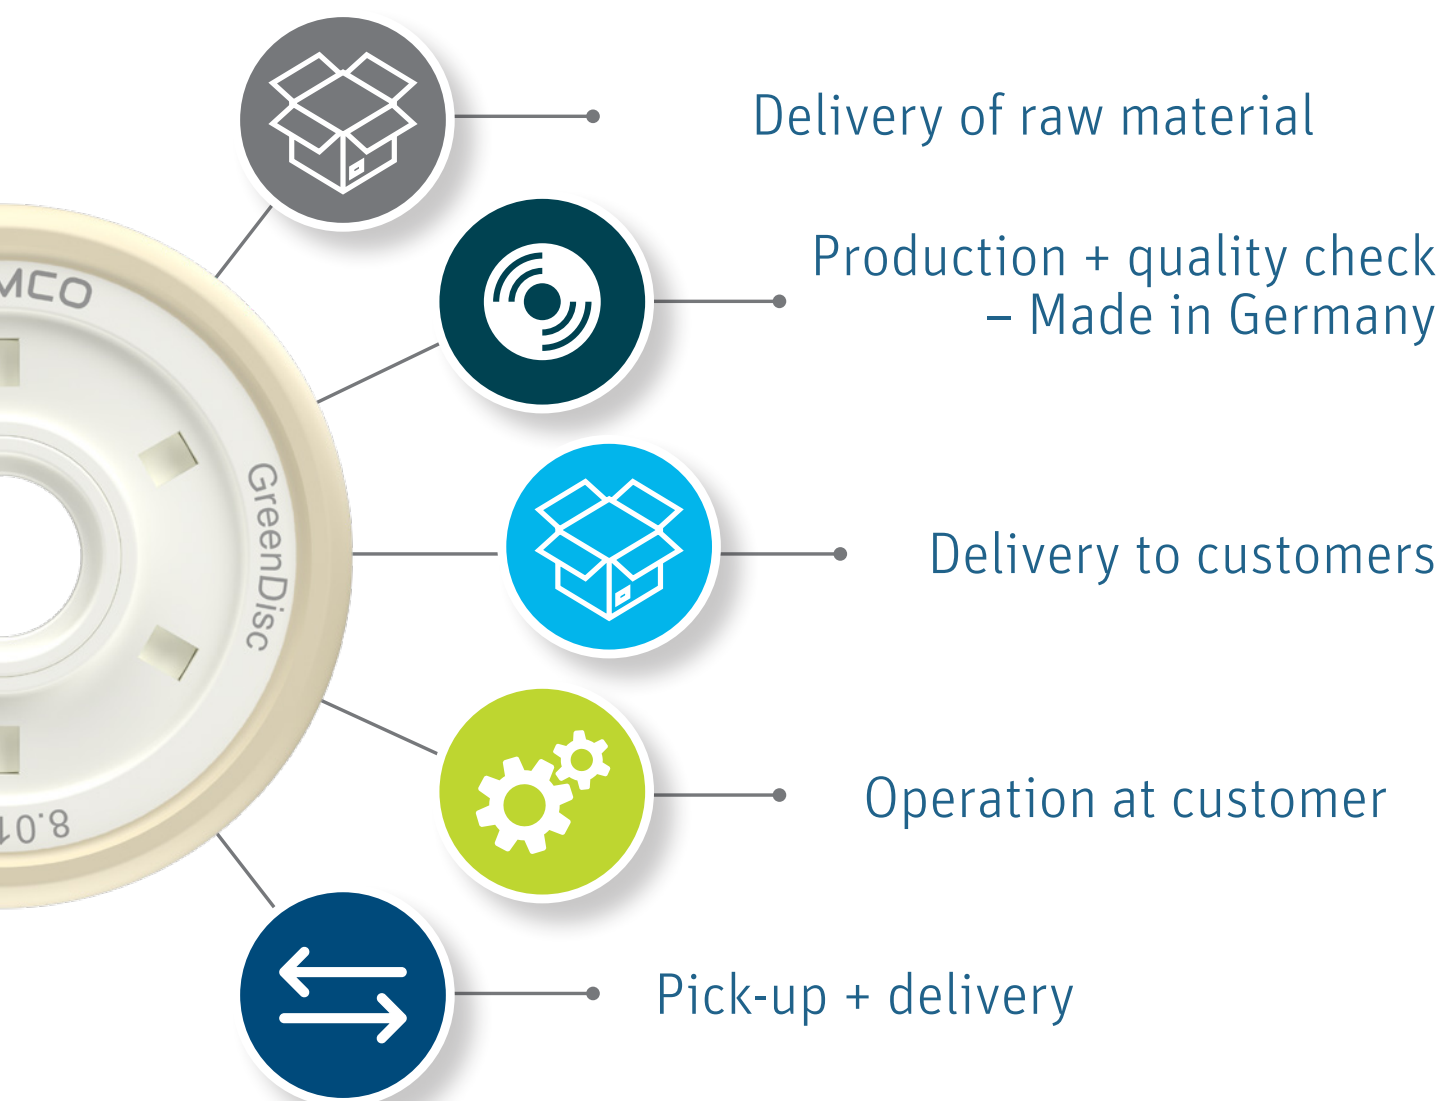 Delivery of raw material
Production + quality check
– Made in Germany
Delivery to customers
Operation at customer
Pick-up + delivery
MCO
GreenDisc
8.01